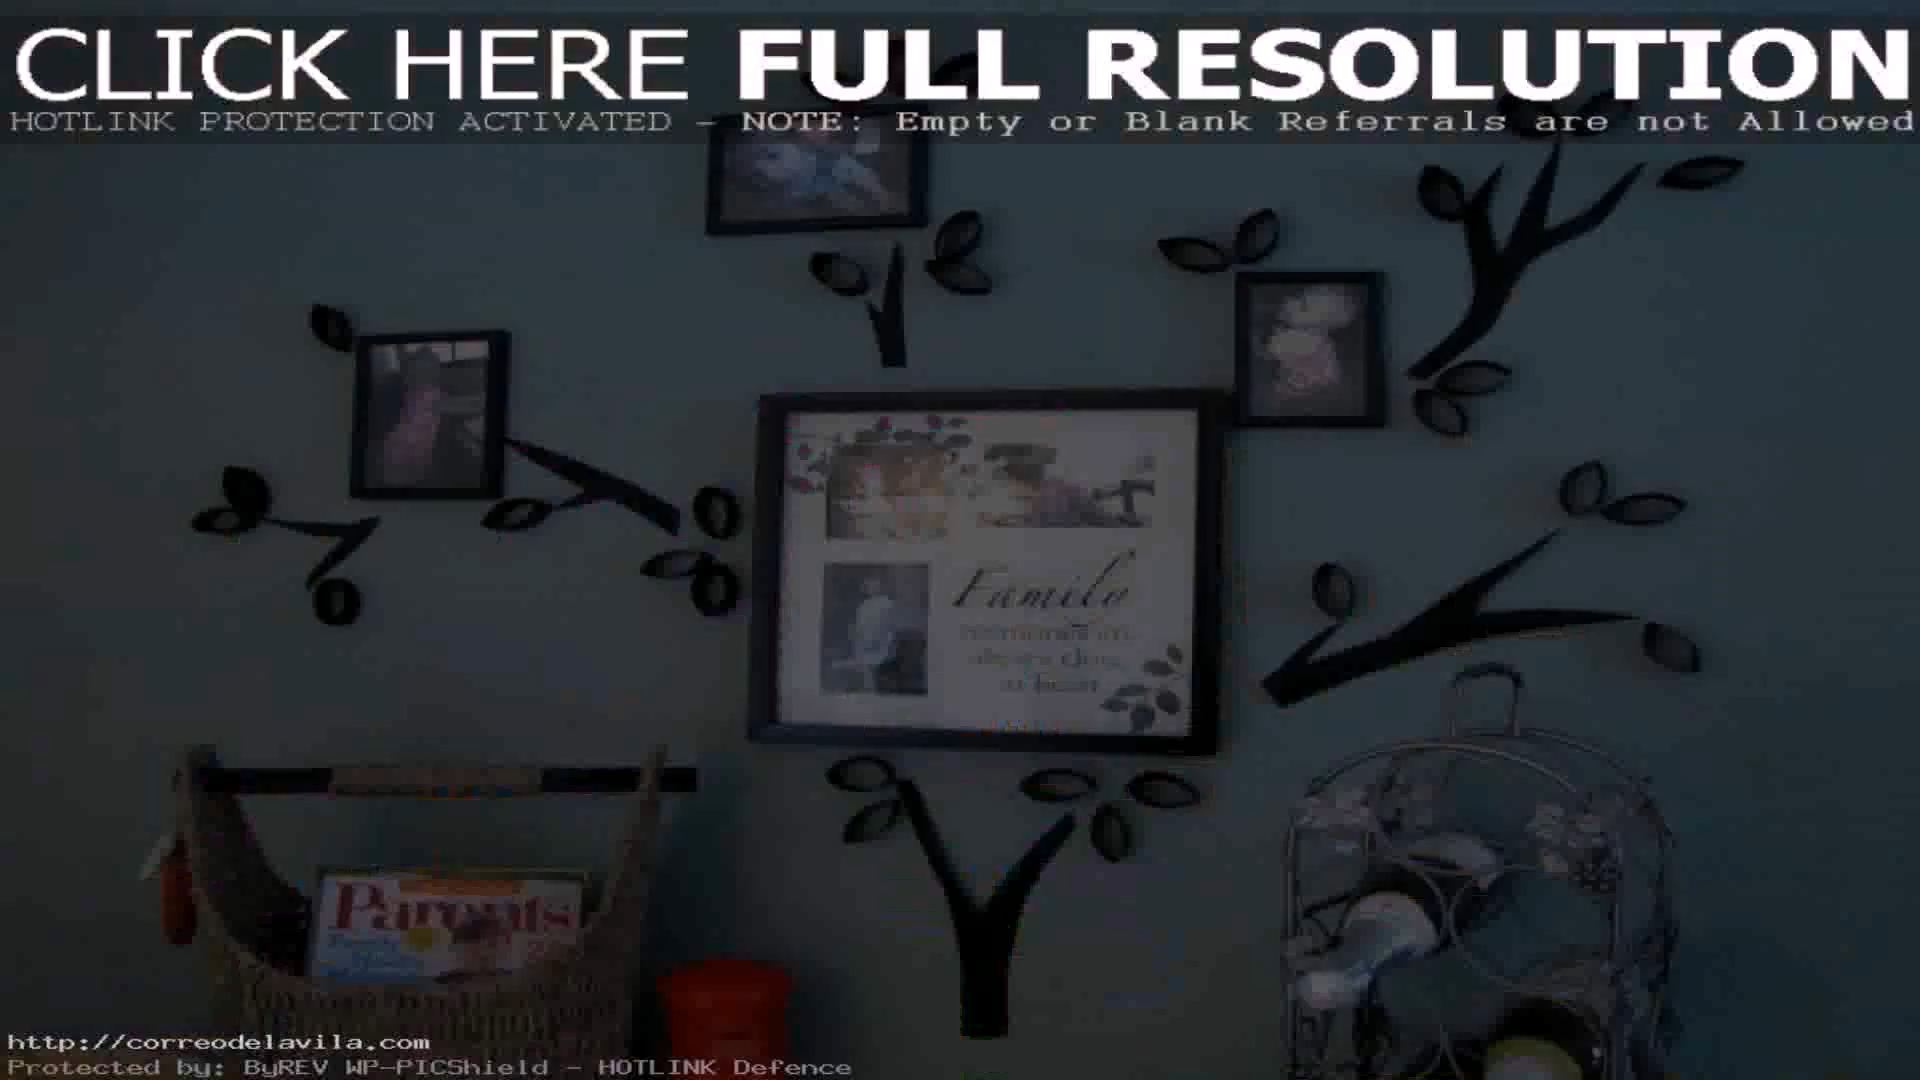 CLICK HERE FULL RESOLUTION
HOTLINK PROTECTION ACTIVATED - NOTE: Empty or Blank Referrals are not Allowed
Family
Parents
http://correodelavila.com
Protected by: ByREV WP-PICShield - HOTLINK Defence